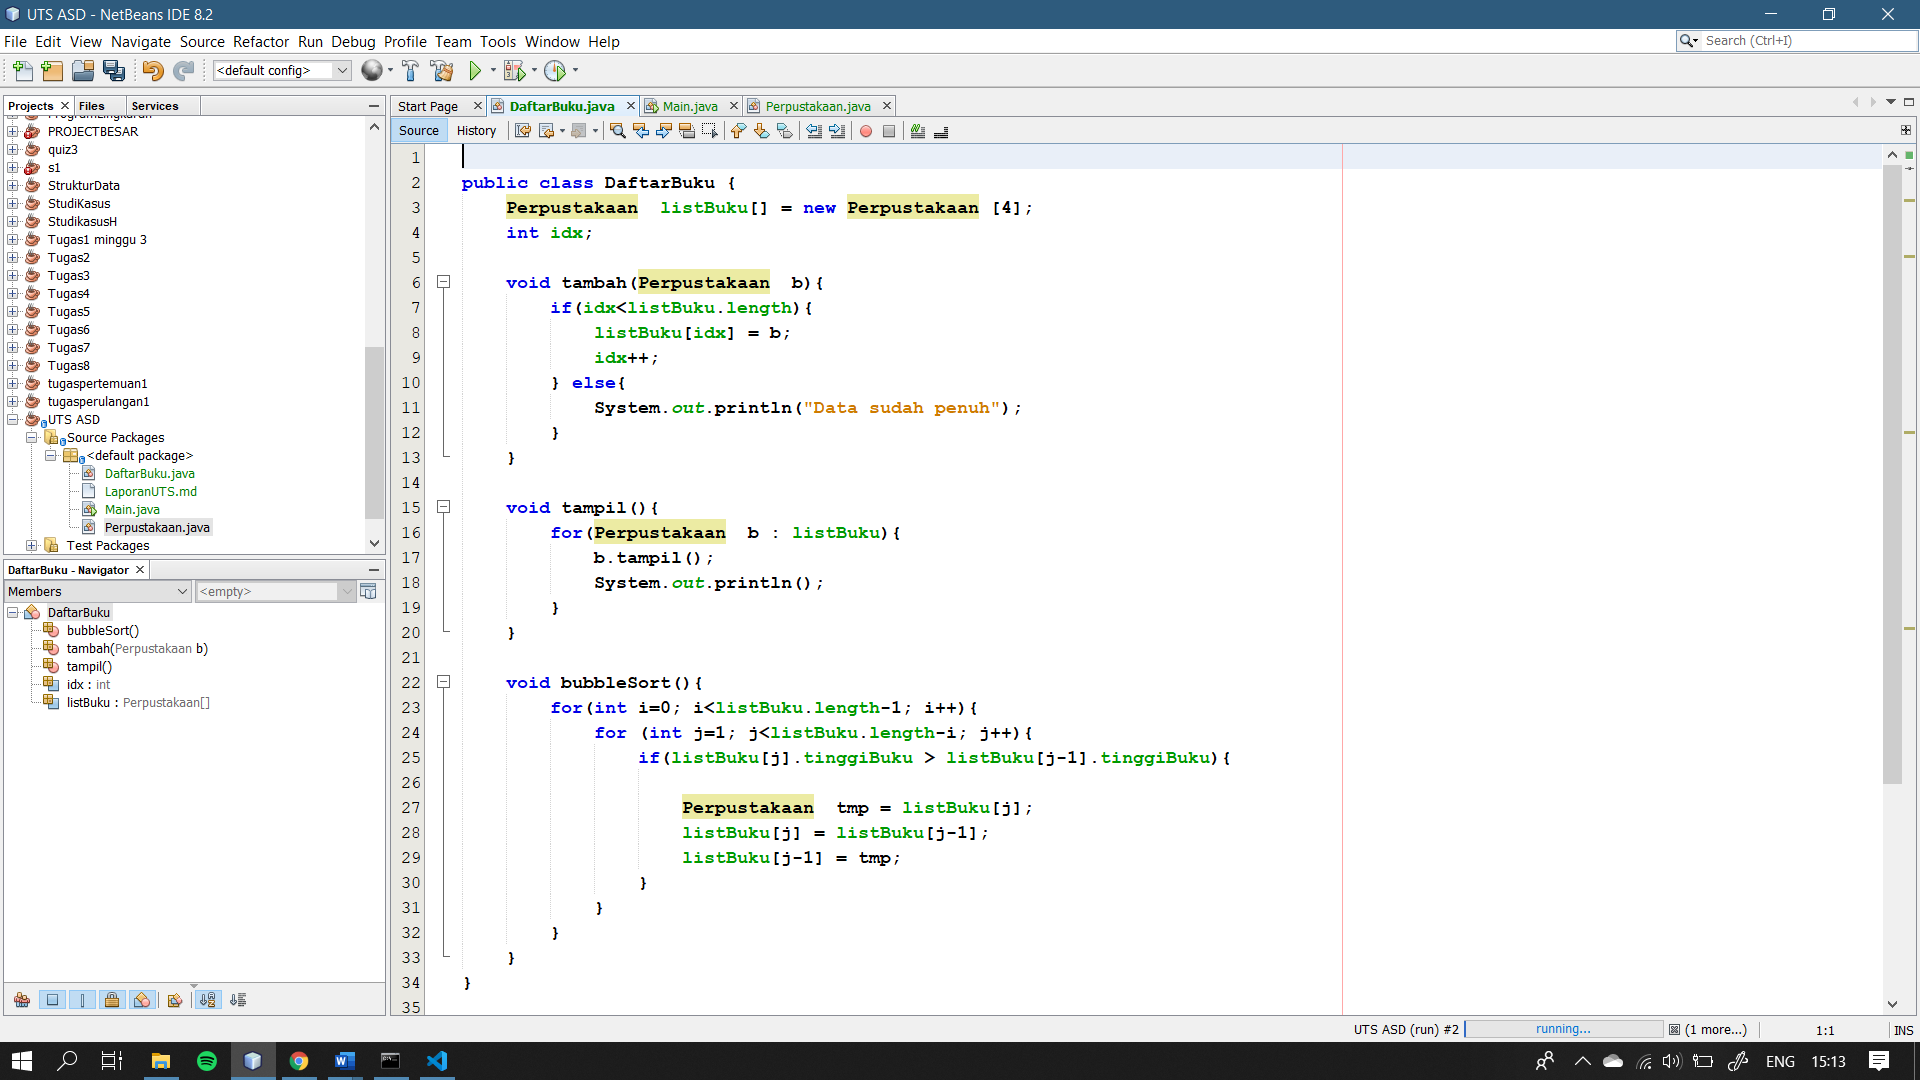 UTS ASD - NetBeans IDE 8.2
File Edit View Navigate Source Refactor Run Debug Profile Team Tools Window Help
Search (Ctrl+I)
<default config>
Projects Files Services
PROJECTBESAR
quiz3
s1
StrukturData
StudiKasus
StudikasusH
Tugas1 minggu 3
Tugas2
Tugas3
Tugas4
Tugas5
Tugas6
Tugas7
Tugas8
tugaspertemuan1
tugasperulangan1
UTS ASD
Source Packages
<default package>
DaftarBuku.java
LaporanUTS.md
Main.java
Perpustakaan.java
Test Packages
DaftarBuku - Navigator
Members <empty>
DaftarBuku
bubbleSort()
tambah(Perpustakaan b)
tampil()
idx : int
listBuku : Perpustakaan[]
Start Page DaftarBuku.java Main.java Perpustakaan.java
Source History
1
2 public class DaftarBuku {
3 Perpustakaan listBuku[] = new Perpustakaan [4];
4 int idx;
5
6 void tambah(Perpustakaan b){
7 if(idx<listBuku.length){
8 listBuku[idx] = b;
9 idx++;
10 } else{
11 System.out.println("Data sudah penuh");
12 }
13 }
14
15 void tampil(){
16 for(Perpustakaan b : listBuku){
17 b.tampil();
18 System.out.println();
19 }
20 }
21
22 void bubbleSort(){
23 for(int i=0; i<listBuku.length-1; i++){
24 for (int j=1; j<listBuku.length-i; j++){
25 if(listBuku[j].tinggiBuku > listBuku[j-1].tinggiBuku){
26
27 Perpustakaan tmp = listBuku[j];
28 listBuku[j] = listBuku[j-1];
29 listBuku[j-1] = tmp;
30 }
31 }
32 }
33 }
34 }
35
UTS ASD (run) #2 running... (1 more...) 1:1 INS
ENG 15:13